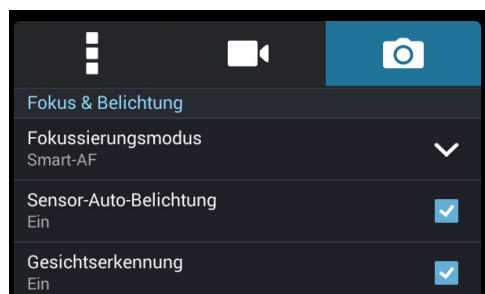 Fokus & Belichtung
Fokussierungsmodus
Smart-AF
Sensor-Auto-Belichtung
Ein
Gesichtserkennung
Ein